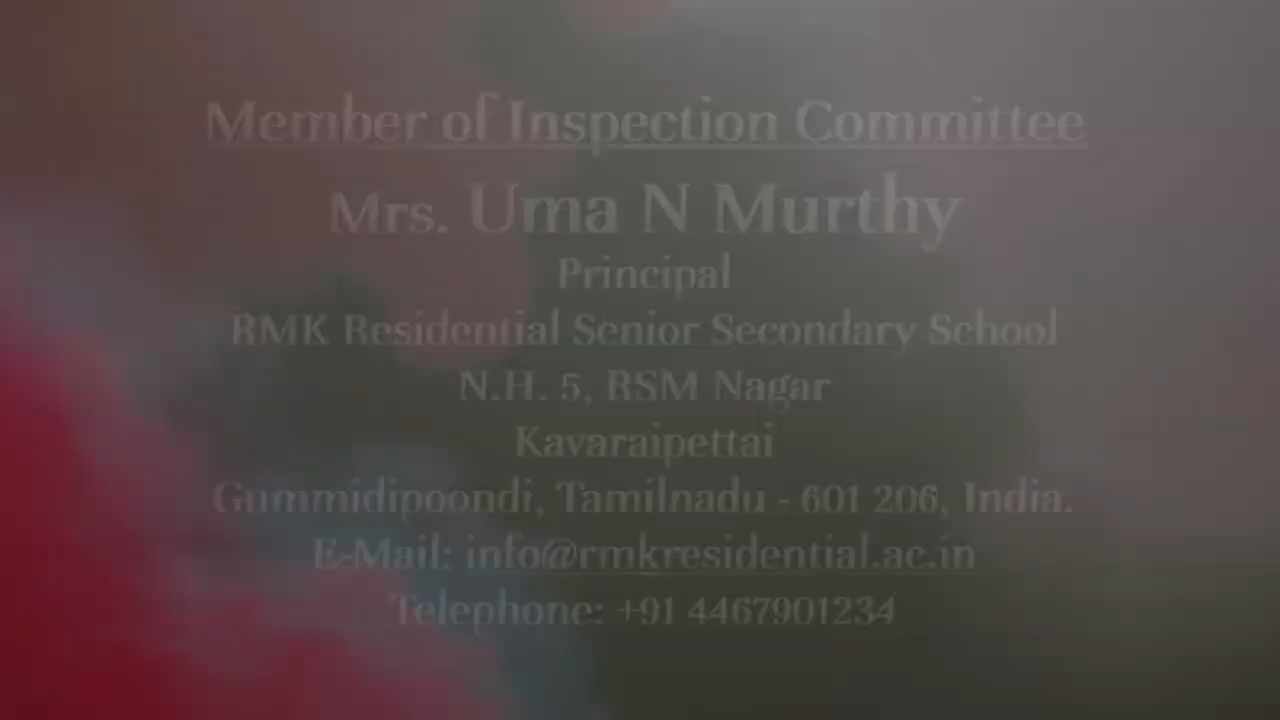 Member of Inspection Committee
Mrs. Uma N Murthy
Principal
RMK Residential Senior Secondary School
N.H. 5, RSM Nagar
Kavaraipettai
Gummidipoondi, Tamilnadu - 601 206, India.
E-Mail: info@rmkresidential.ac.in
Telephone: +91 4467901234